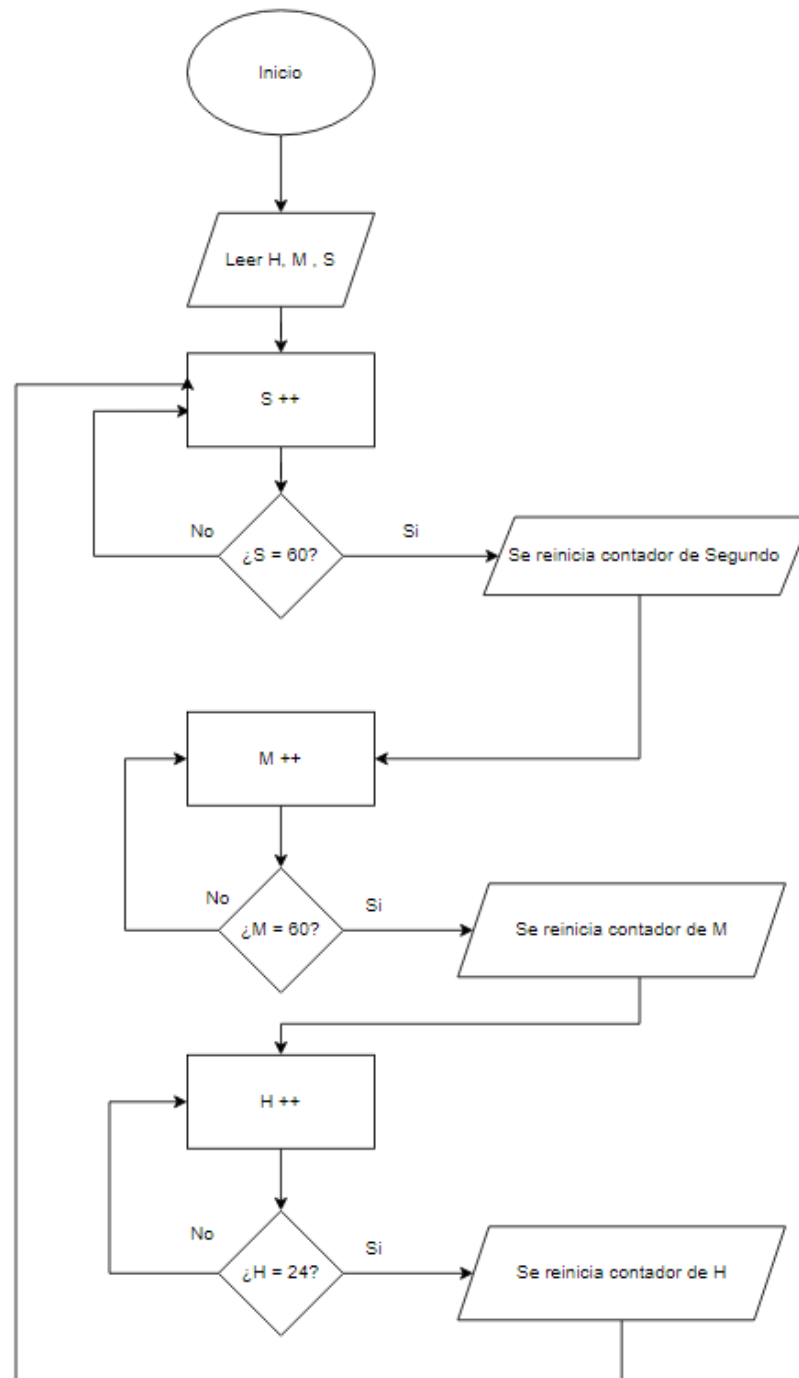 Inicio
Leer H, M , S
S ++
No
Si
¿S = 60?
Se reinicia contador de Segundo
M ++
No
Si
¿M = 60?
Se reinicia contador de M
H ++
No
Si
¿H = 24?
Se reinicia contador de H